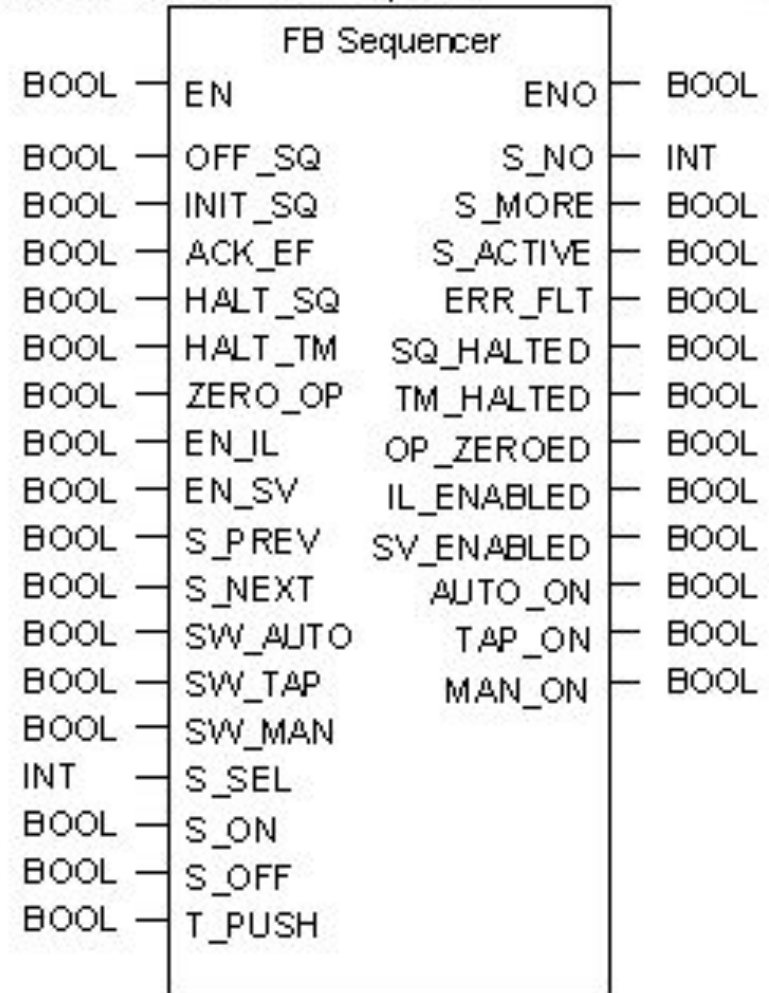 FB Sequencer
BOOL EN ENO BOOL
BOOL OFF_SQ S_NO INT
BOOL INIT_SQ S_MORE BOOL
BOOL ACK_EF S_ACTIVE BOOL
BOOL HALT_SQ ERR_FLT BOOL
BOOL HALT_TM SQ_HALTED BOOL
BOOL ZERO_OP TM_HALTED BOOL
BOOL EN_IL OP_ZEROED BOOL
BOOL EN_SV IL_ENABLED BOOL
BOOL S_PREV SV_ENABLED BOOL
BOOL S_NEXT AUTO_ON BOOL
BOOL SW_AUTO TAP_ON BOOL
BOOL SW_TAP MAN_ON BOOL
BOOL SW_MAN
INT S_SEL
BOOL S_ON
BOOL S_OFF
BOOL T_PUSH